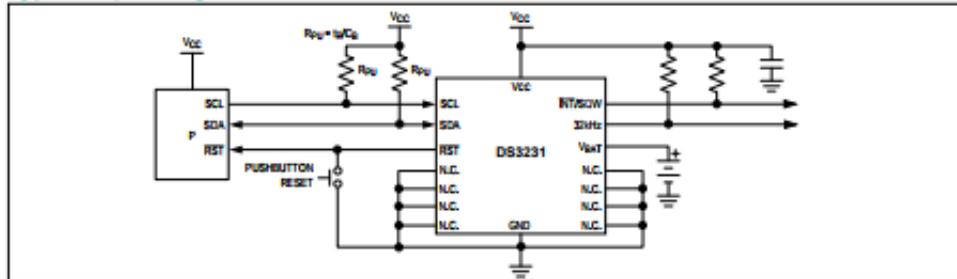 VCC
RPU = tR/CB
VCC
VCC
RPU
RPU
VCC
SCL
SDA
P
RST
SCL
SDA
RST
N.C.
N.C.
N.C.
N.C.
DS3231
GND
INT/SQW
32kHz
VBAT
N.C.
N.C.
N.C.
N.C.
PUSHBUTTON
RESET
+